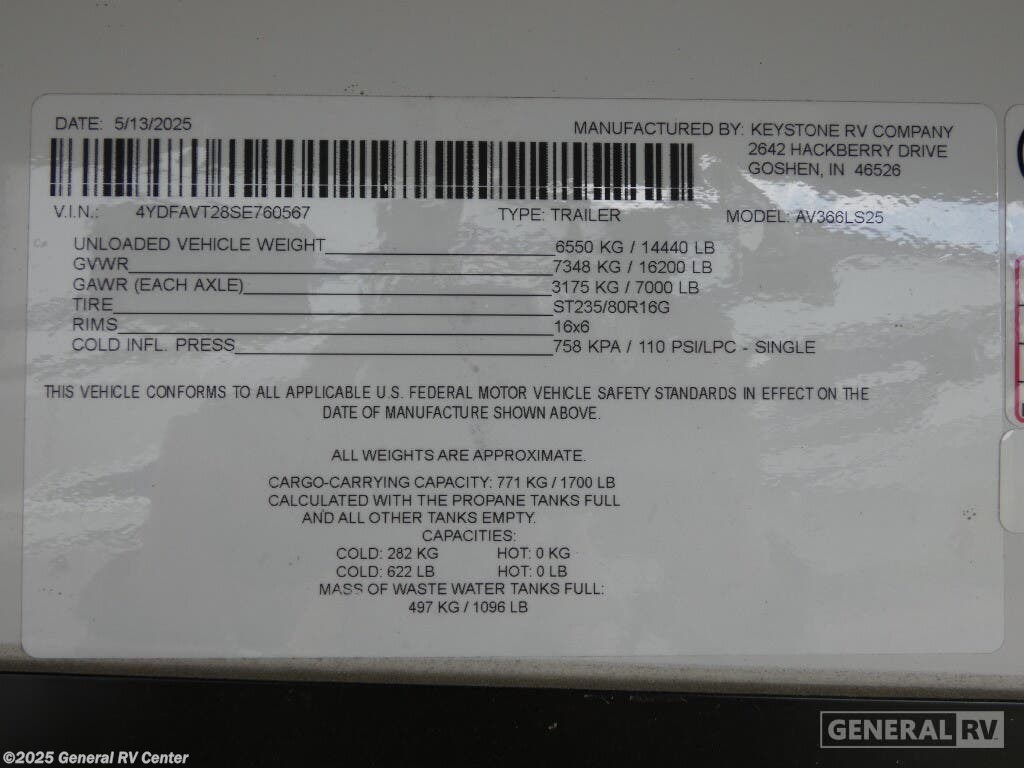 DATE: 5/13/2025
MANUFACTURED BY: KEYSTONE RV COMPANY
2642 HACKBERRY DRIVE
GOSHEN, IN 46526
V.I.N.: 4YDFAVT28SE760567 TYPE: TRAILER MODEL: AV366LS25
UNLOADED VEHICLE WEIGHT 6550 KG / 14440 LB
GVWR 7348 KG / 16200 LB
GAWR (EACH AXLE) 3175 KG / 7000 LB
TIRE ST235/80R16G
RIMS 16x6
COLD INFL. PRESS 758 KPA / 110 PSI/LPC - SINGLE
THIS VEHICLE CONFORMS TO ALL APPLICABLE U.S. FEDERAL MOTOR VEHICLE SAFETY STANDARDS IN EFFECT ON THE
DATE OF MANUFACTURE SHOWN ABOVE.
ALL WEIGHTS ARE APPROXIMATE.
CARGO-CARRYING CAPACITY: 771 KG / 1700 LB
CALCULATED WITH THE PROPANE TANKS FULL
AND ALL OTHER TANKS EMPTY.
CAPACITIES:
COLD: 282 KG HOT: 0 KG
COLD: 622 LB HOT: 0 LB
MASS OF WASTE WATER TANKS FULL:
497 KG / 1096 LB
GENERAL RV
©2025 General RV Center